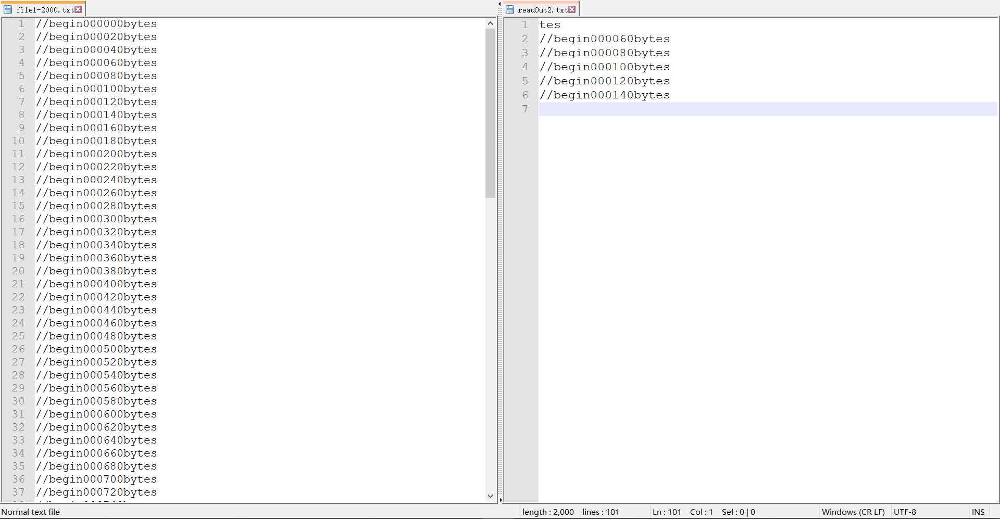 file1-2000.txt
1 //begin000000bytes
2 //begin000020bytes
3 //begin000040bytes
4 //begin000060bytes
5 //begin000080bytes
6 //begin000100bytes
7 //begin000120bytes
8 //begin000140bytes
9 //begin000160bytes
10 //begin000180bytes
11 //begin000200bytes
12 //begin000220bytes
13 //begin000240bytes
14 //begin000260bytes
15 //begin000280bytes
16 //begin000300bytes
17 //begin000320bytes
18 //begin000340bytes
19 //begin000360bytes
20 //begin000380bytes
21 //begin000400bytes
22 //begin000420bytes
23 //begin000440bytes
24 //begin000460bytes
25 //begin000480bytes
26 //begin000500bytes
27 //begin000520bytes
28 //begin000540bytes
29 //begin000560bytes
30 //begin000580bytes
31 //begin000600bytes
32 //begin000620bytes
33 //begin000640bytes
34 //begin000660bytes
35 //begin000680bytes
36 //begin000700bytes
37 //begin000720bytes
readOut2.txt
1 tes
2 //begin000060bytes
3 //begin000080bytes
4 //begin000100bytes
5 //begin000120bytes
6 //begin000140bytes
7
Normal text file length : 2,000 lines : 101 Ln : 101 Col : 1 Sel : 0 | 0 Windows (CR LF) UTF-8 INS